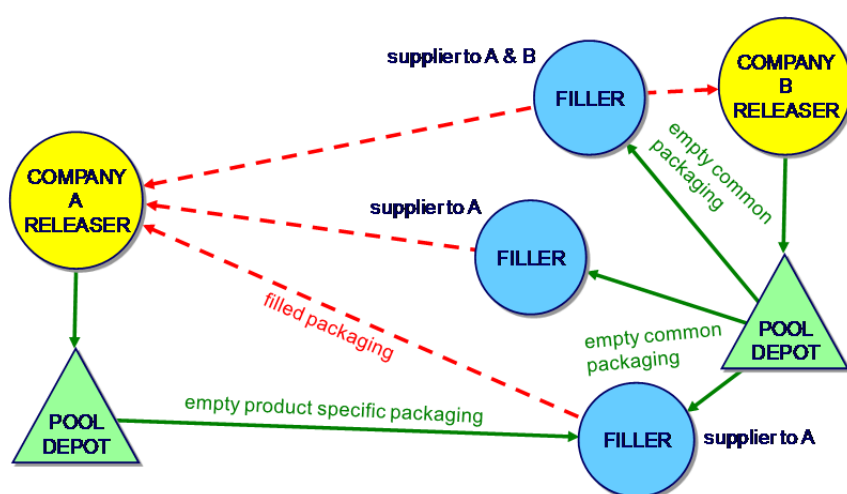 supplier to A & B
FILLER
COMPANY
B
RELEASER
empty common
packaging
COMPANY
A
RELEASER
supplier to A
FILLER
filled packaging
empty common
packaging
POOL
DEPOT
empty product specific packaging
POOL
DEPOT
FILLER
supplier to A